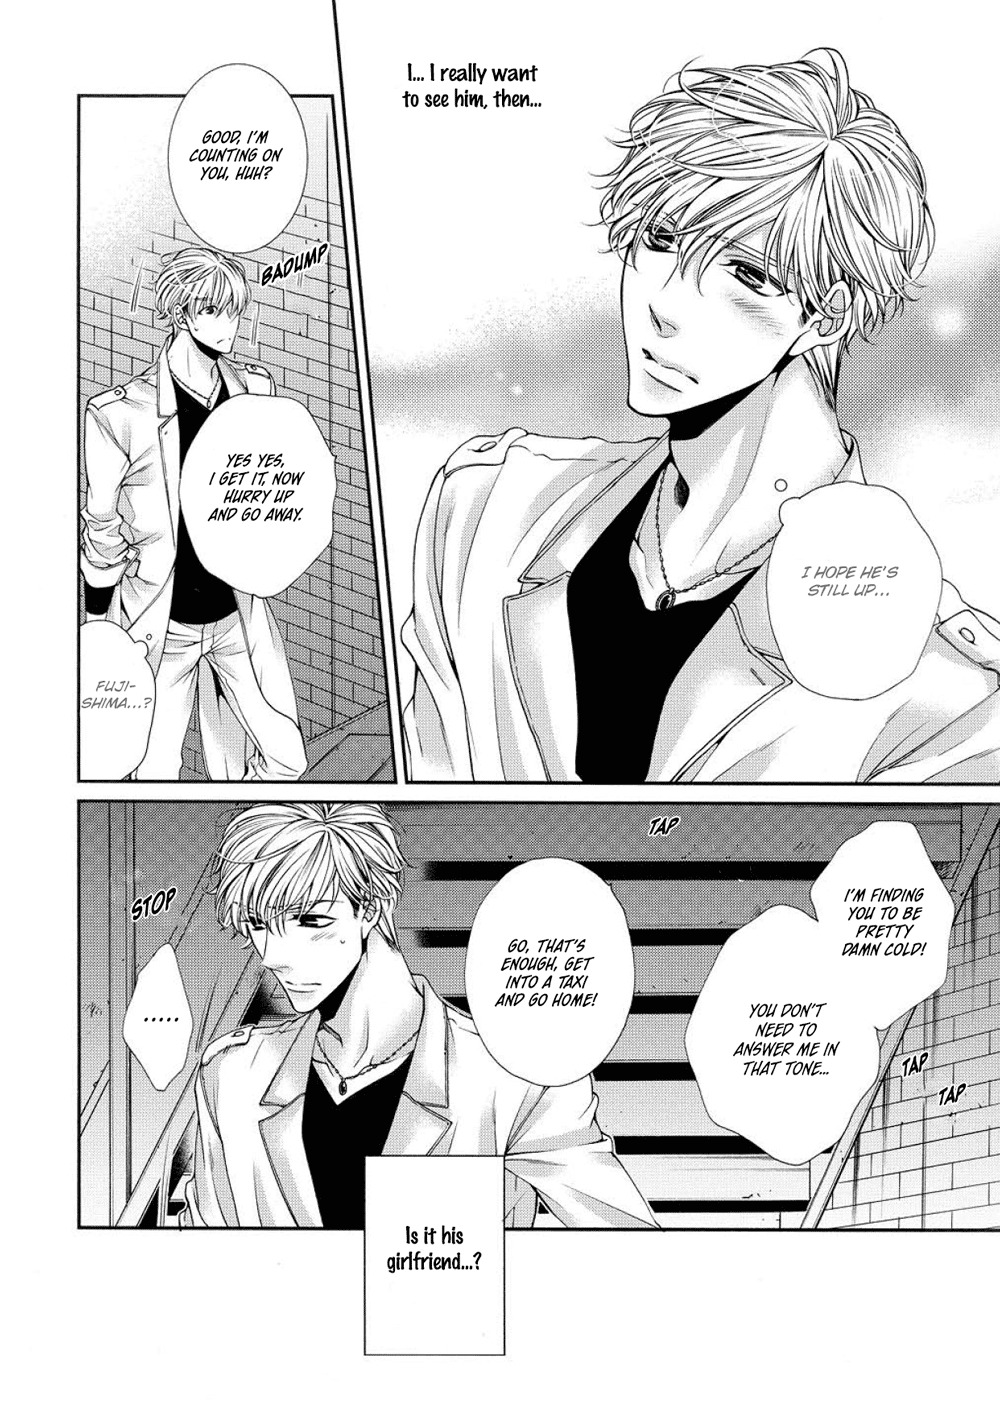 I... I really want
to see him, then...
I HOPE HE'S
STILL UP...
GOOD, I'M
COUNTING ON
YOU, HUH?
BADUMP
YES YES,
I GET IT, NOW
HURRY UP
AND GO AWAY.
FUJI-
SHIMA...?
I'M FINDING
YOU TO BE
PRETTY
DAMN COLD!
YOU DON'T
NEED TO
ANSWER ME IN
THAT TONE...
TAP
TAP
TAP
GO, THAT'S
ENOUGH, GET
INTO A TAXI
AND GO HOME!
STOP
.....
Is it his
girlfriend...?